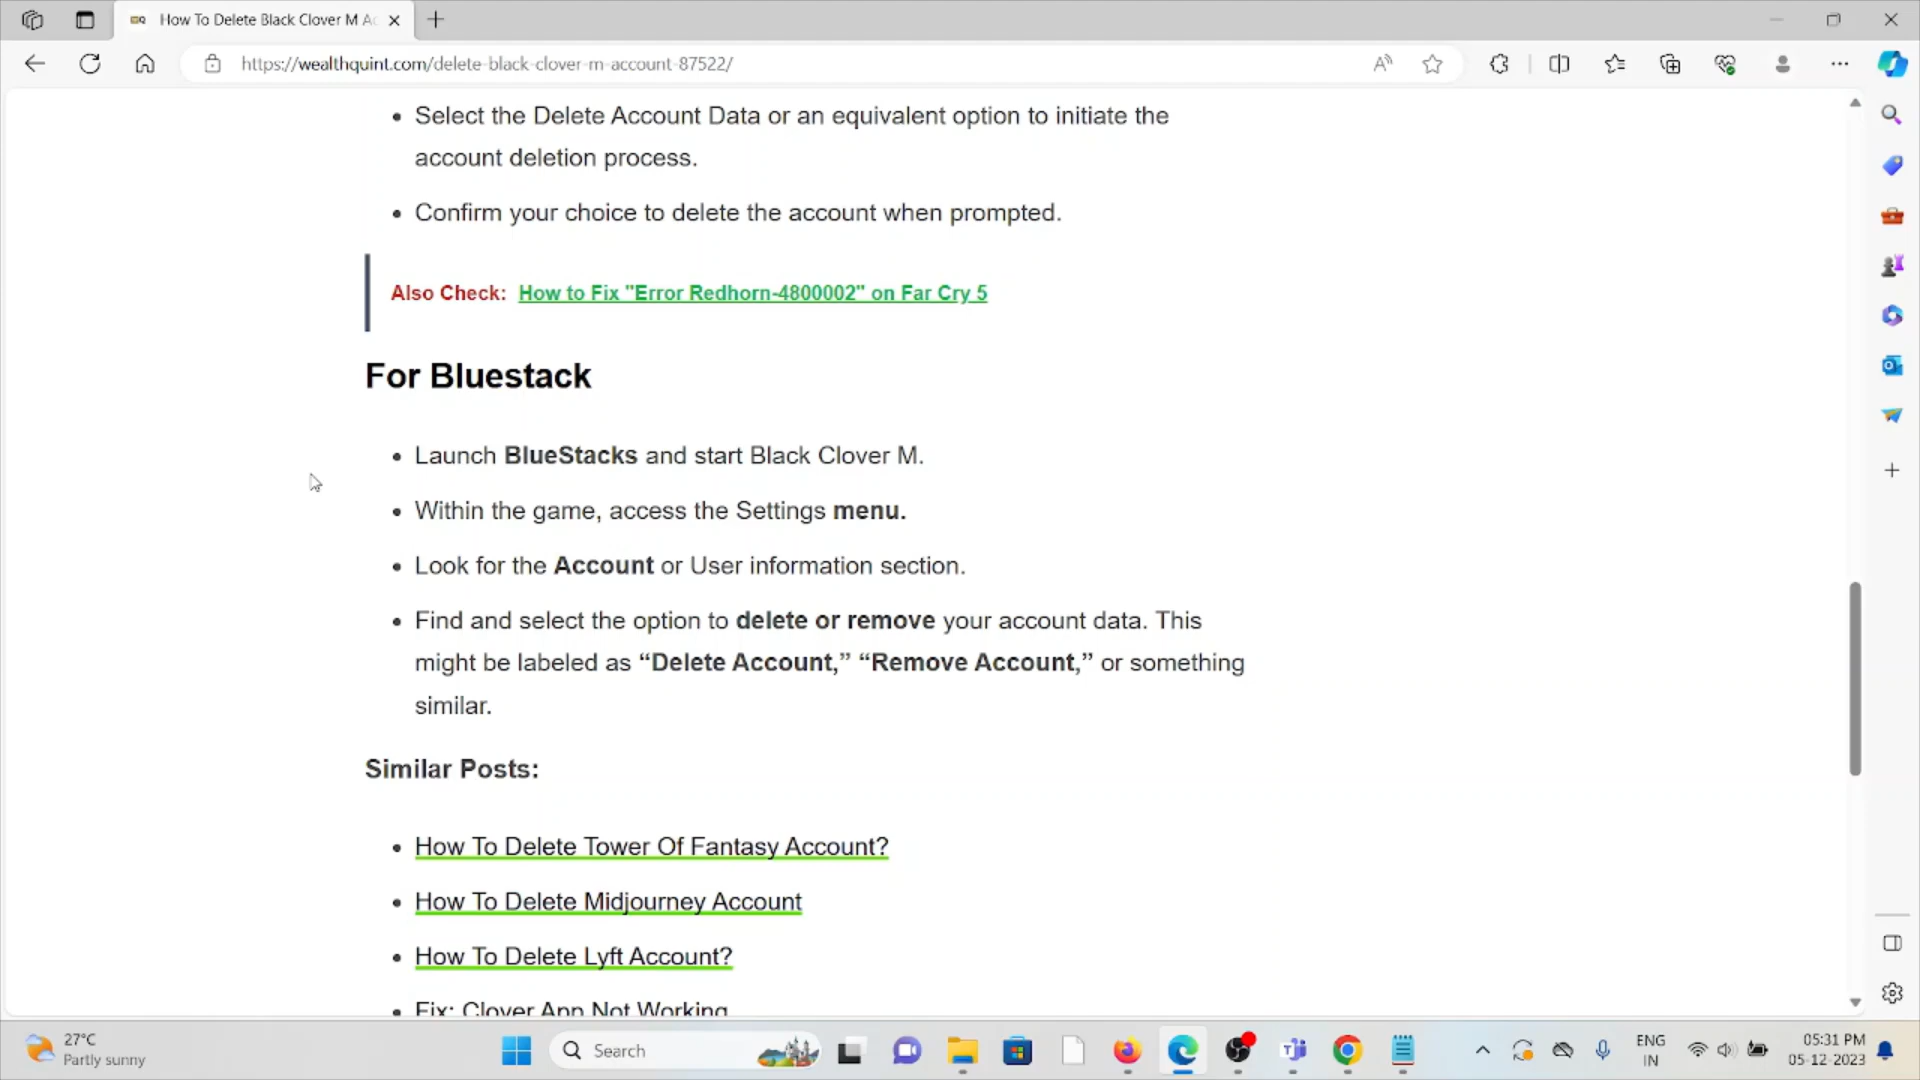 How To Delete Black Clover M Ac
https://wealthquint.com/delete-black-clover-m-account-87522/
• Select the Delete Account Data or an equivalent option to initiate the
account deletion process.
• Confirm your choice to delete the account when prompted.
Also Check: How to Fix "Error Redhorn-4800002" on Far Cry 5
For Bluestack
• Launch BlueStacks and start Black Clover M.
• Within the game, access the Settings menu.
• Look for the Account or User information section.
• Find and select the option to delete or remove your account data. This
might be labeled as “Delete Account,” “Remove Account,” or something
similar.
Similar Posts:
• How To Delete Tower Of Fantasy Account?
• How To Delete Midjourney Account
• How To Delete Lyft Account?
• Fix: Clover App Not Working
27°C
Partly sunny
Search
ENG
IN
05:31 PM
05-12-2023